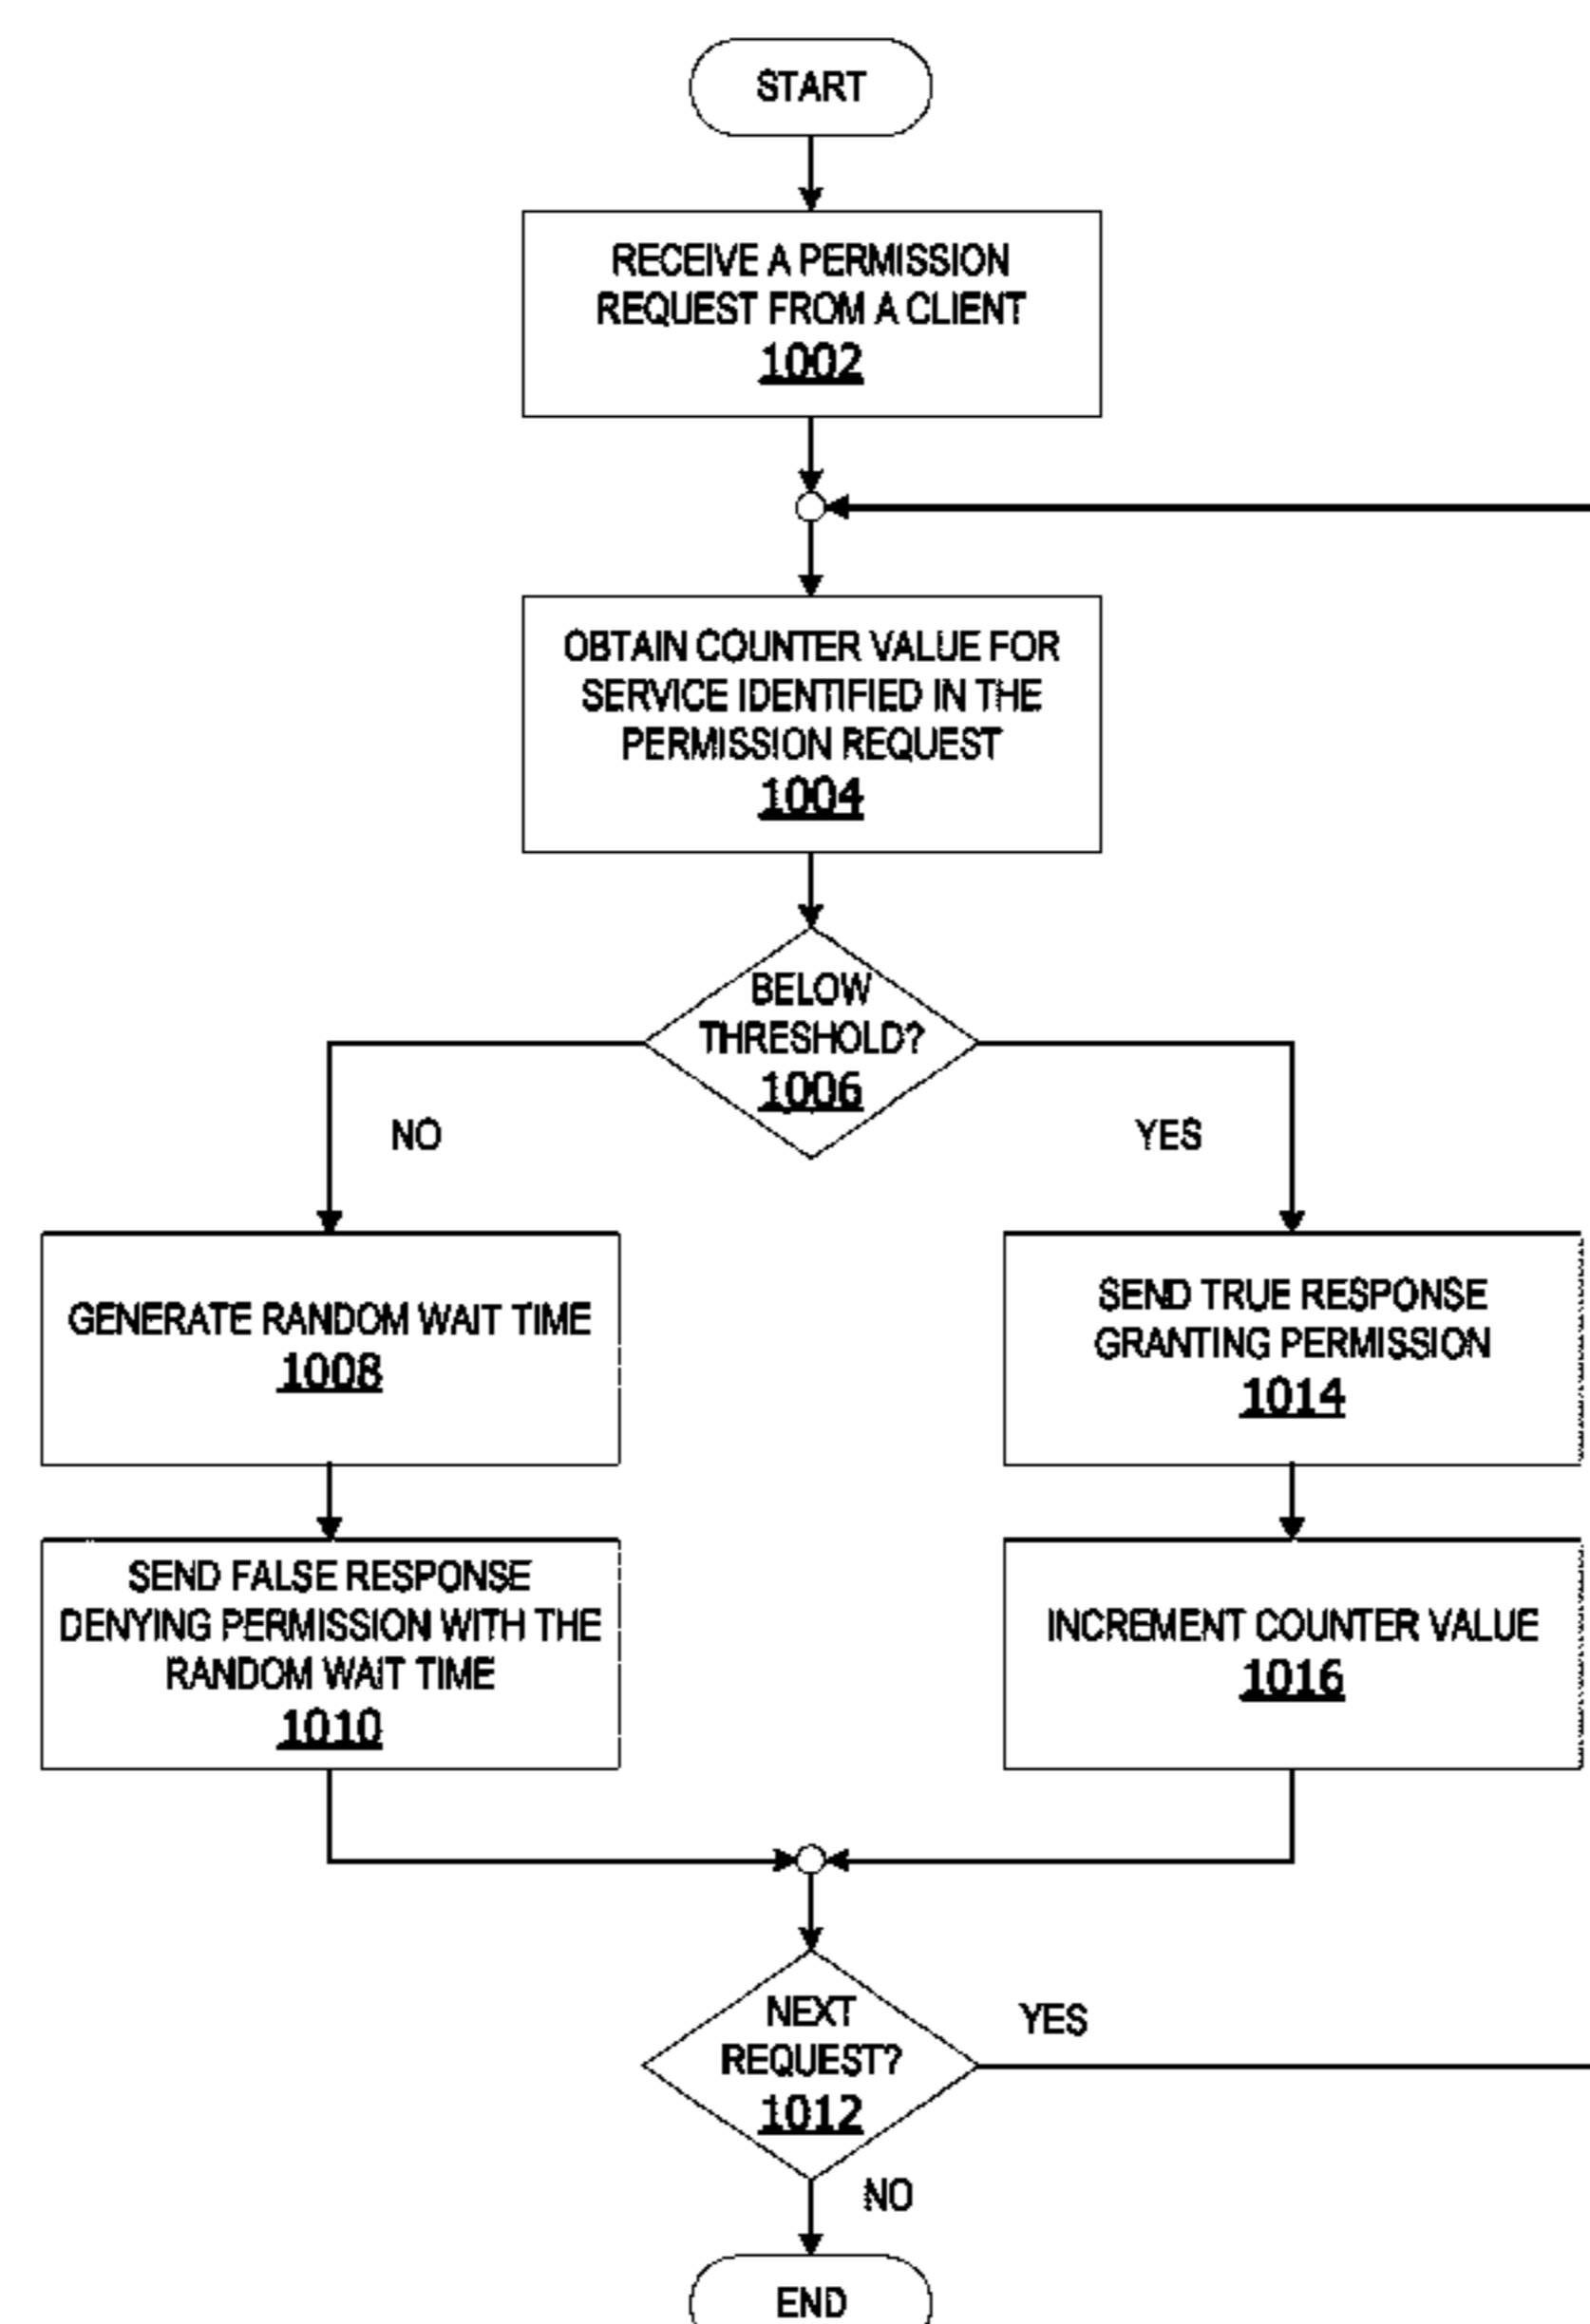 START
RECEIVE A PERMISSION
REQUEST FROM A CLIENT
1002
OBTAIN COUNTER VALUE FOR
SERVICE IDENTIFIED IN THE
PERMISSION REQUEST
1004
BELOW
THRESHOLD?
1006
NO
YES
GENERATE RANDOM WAIT TIME
1008
SEND TRUE RESPONSE
GRANTING PERMISSION
1014
SEND FALSE RESPONSE
DENYING PERMISSION WITH THE
RANDOM WAIT TIME
1010
INCREMENT COUNTER VALUE
1016
NEXT
REQUEST?
1012
YES
NO
END